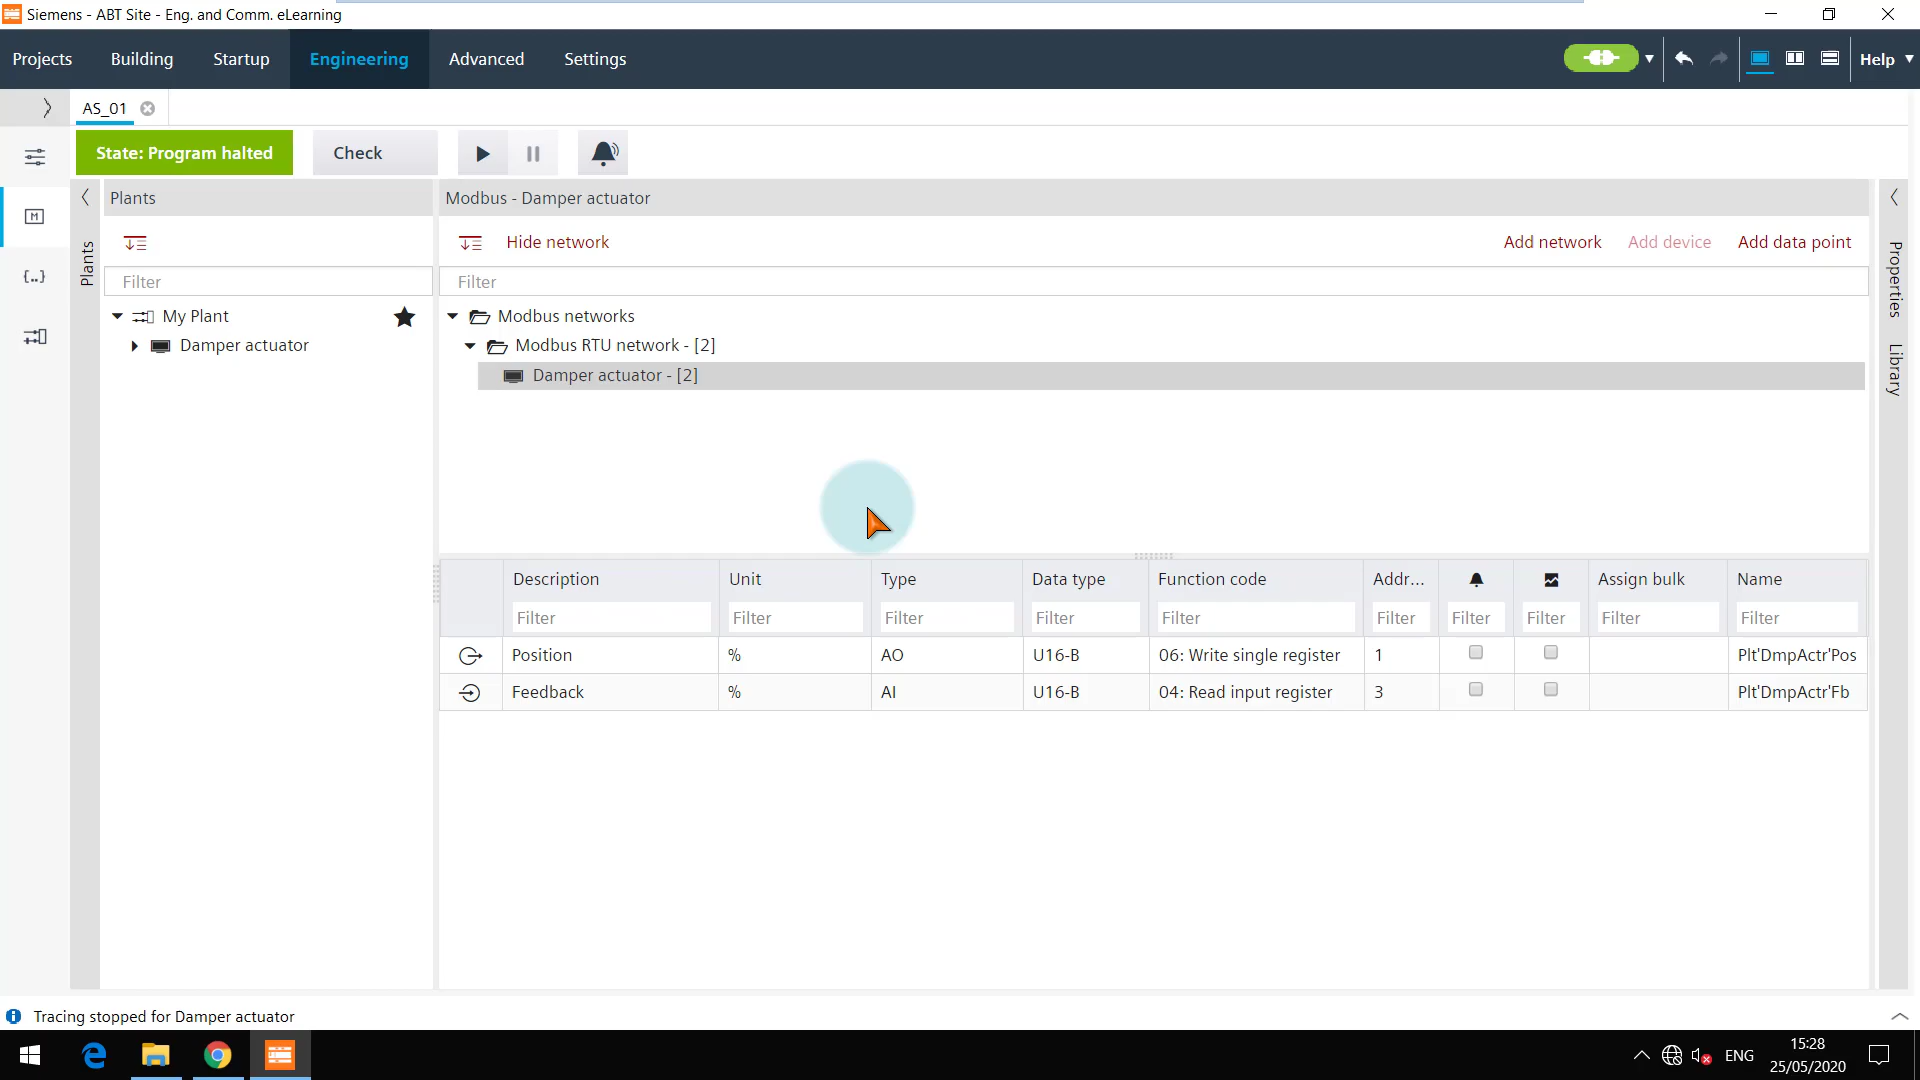 Siemens - ABT Site - Eng. and Comm. eLearning
Projects Building Startup Engineering Advanced Settings Help
AS_01
State: Program halted Check
Plants Modbus - Damper actuator
Hide network Add network Add device Add data point
Plants
Properties
Library
Filter Filter
My Plant Modbus networks
Damper actuator Modbus RTU network - [2]
Damper actuator - [2]
Description Unit Type Data type Function code Addr... Assign bulk Name
Filter Filter Filter Filter Filter Filter Filter Filter Filter Filter
Position % AO U16-B 06: Write single register 1 Plt'DmpActr'Pos
Feedback % AI U16-B 04: Read input register 3 Plt'DmpActr'Fb
Tracing stopped for Damper actuator
ENG
15:28
25/05/2020